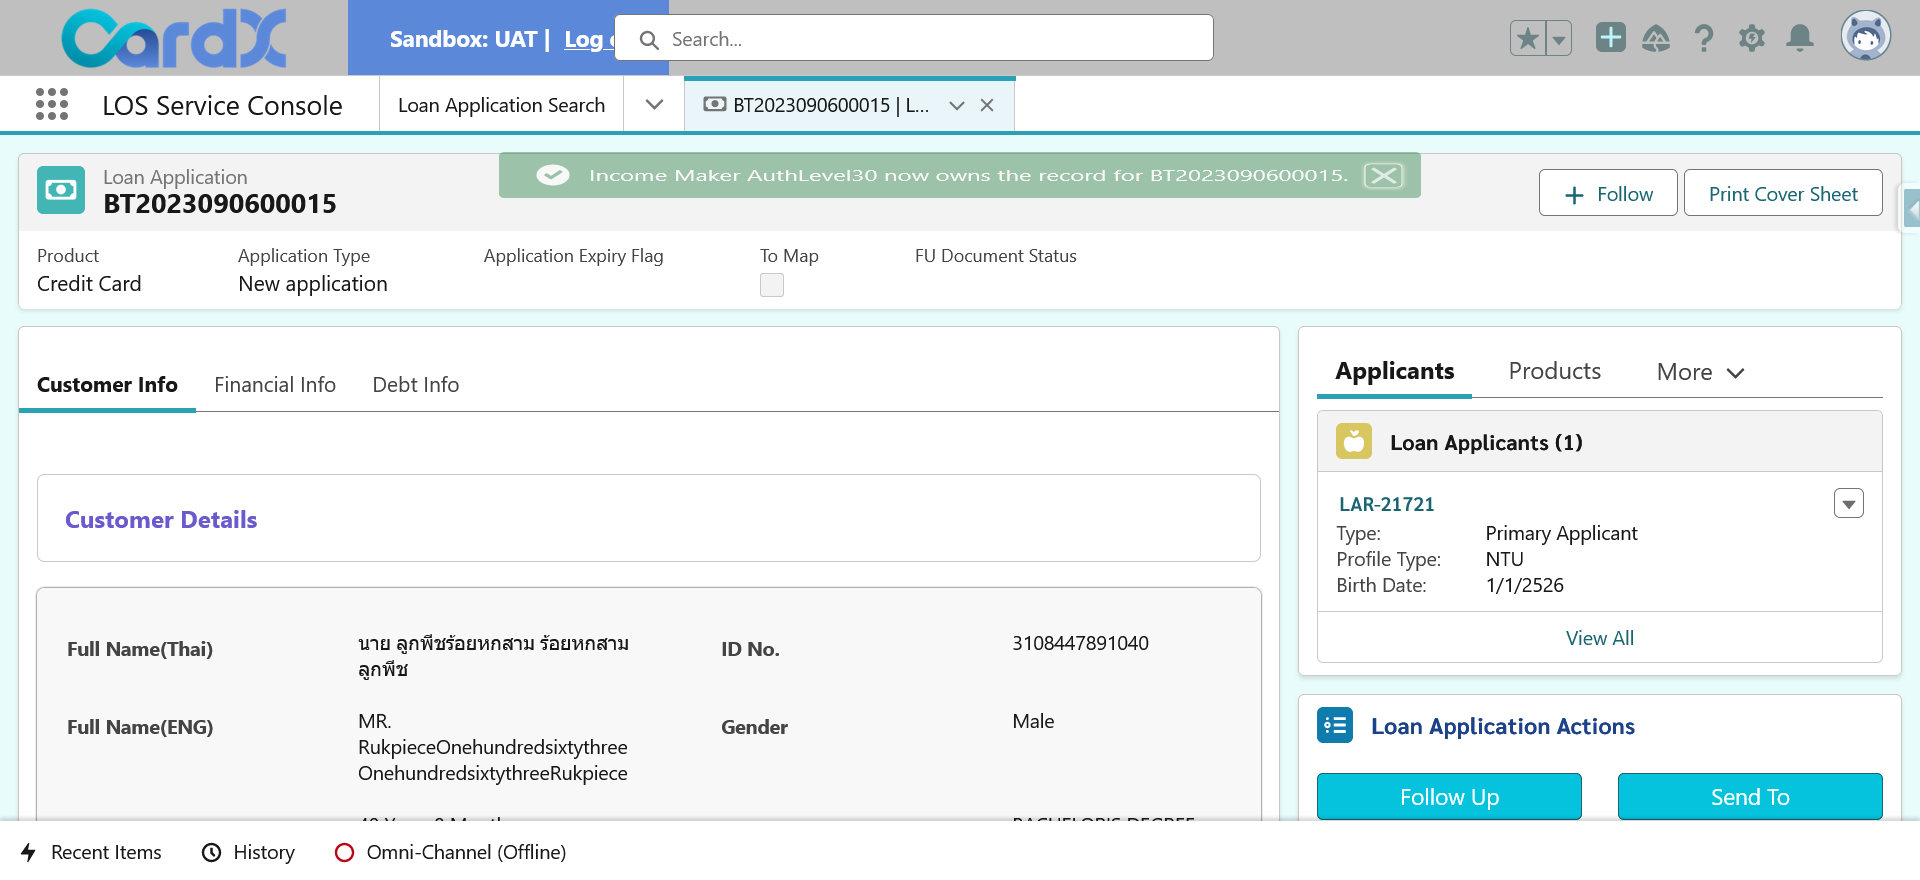 CardX
Sandbox: UAT | Log
Search...
LOS Service Console
Loan Application Search
BT2023090600015 | L...
Income Maker AuthLevel30 now owns the record for BT2023090600015.
Loan Application
BT2023090600015
Follow
Print Cover Sheet
Product
Credit Card
Application Type
New application
Application Expiry Flag
To Map
FU Document Status
Customer Info
Financial Info
Debt Info
Customer Details
Full Name(Thai)
นาย ลูกพีชร้อยหกสาม ร้อยหกสาม
ลูกพีช
ID No.
3108447891040
Full Name(ENG)
MR.
RukpieceOnehundredsixtythree
OnehundredsixtythreeRukpiece
Gender
Male
Applicants
Products
More
Loan Applicants (1)
LAR-21721
Type:
Primary Applicant
Profile Type:
NTU
Birth Date:
1/1/2526
View All
Loan Application Actions
Follow Up
Send To
Recent Items
History
Omni-Channel (Offline)